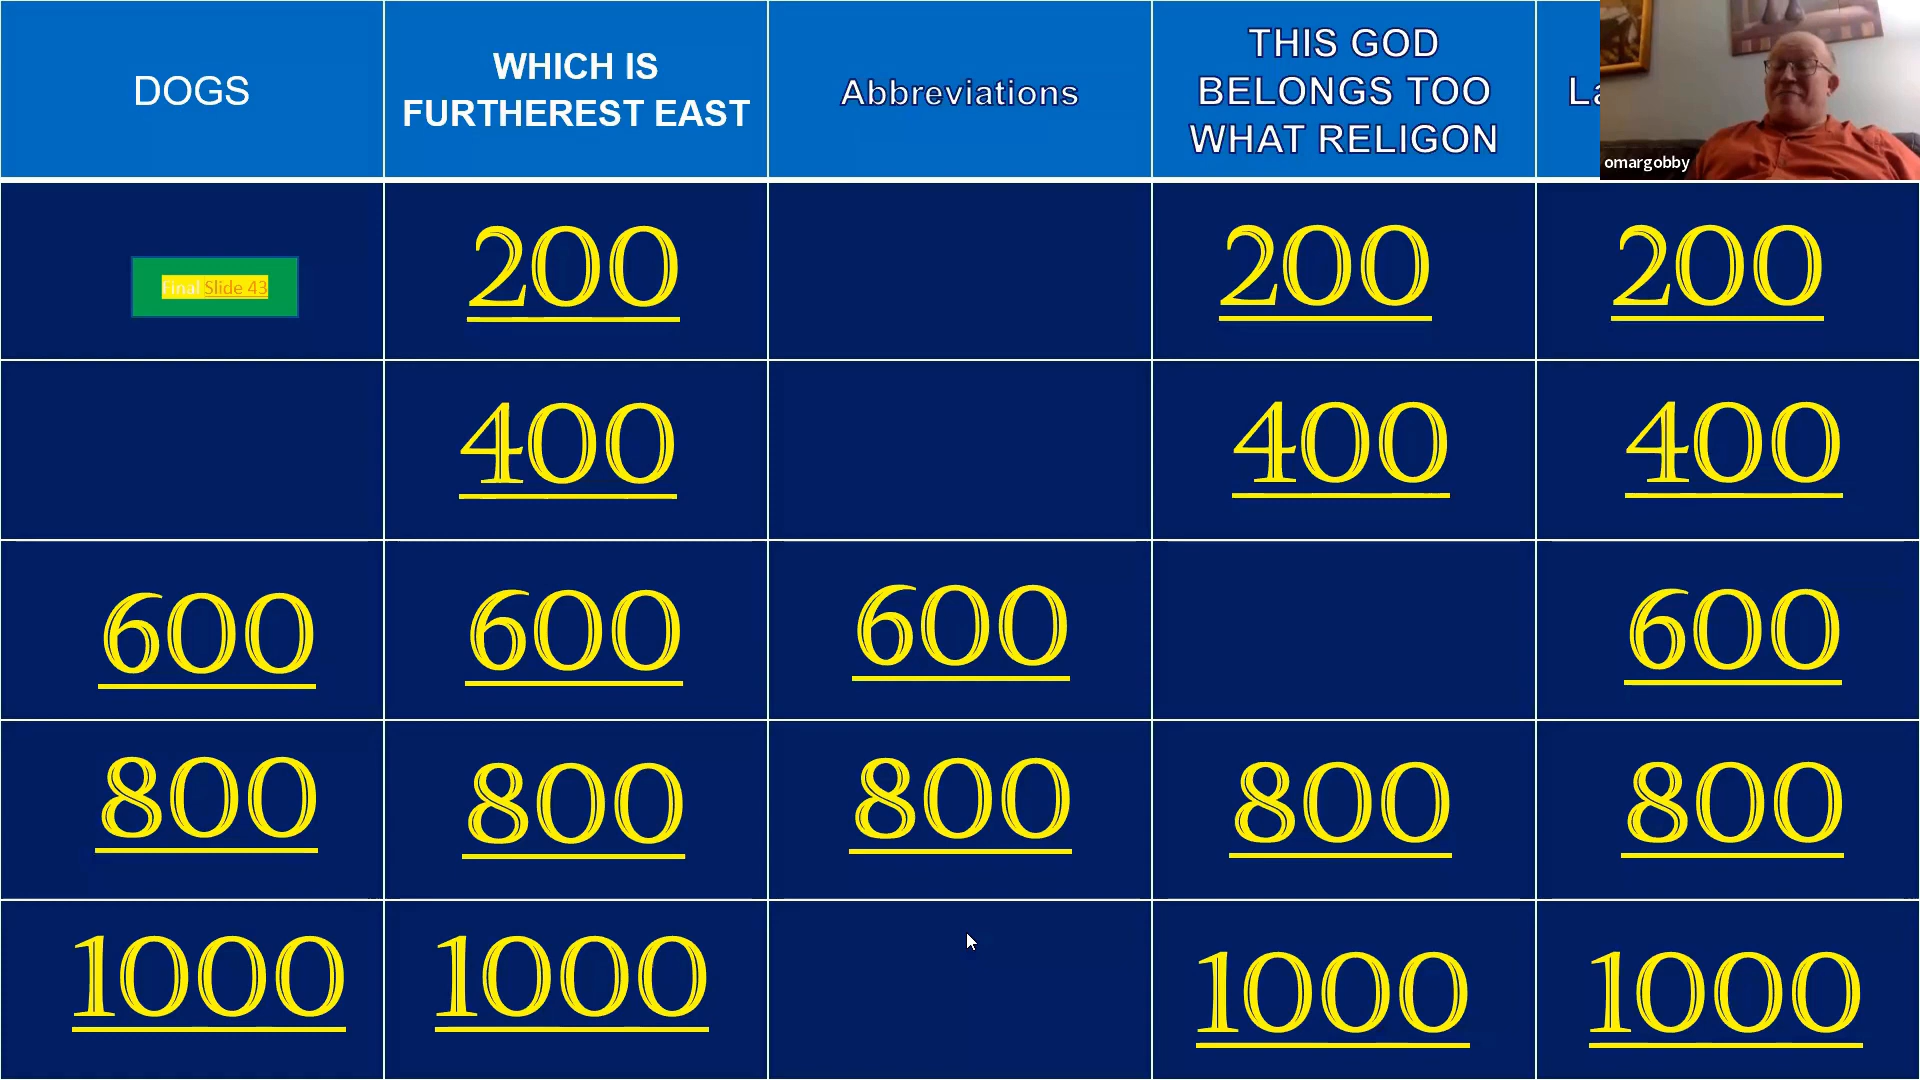 DOGS
WHICH IS
FURTHEREST EAST
Abbreviations
THIS GOD
BELONGS TOO
WHAT RELIGON
omargobby
Final Slide 43
200
200
200
400
400
400
600
600
600
600
800
800
800
800
800
1000
1000
1000
1000